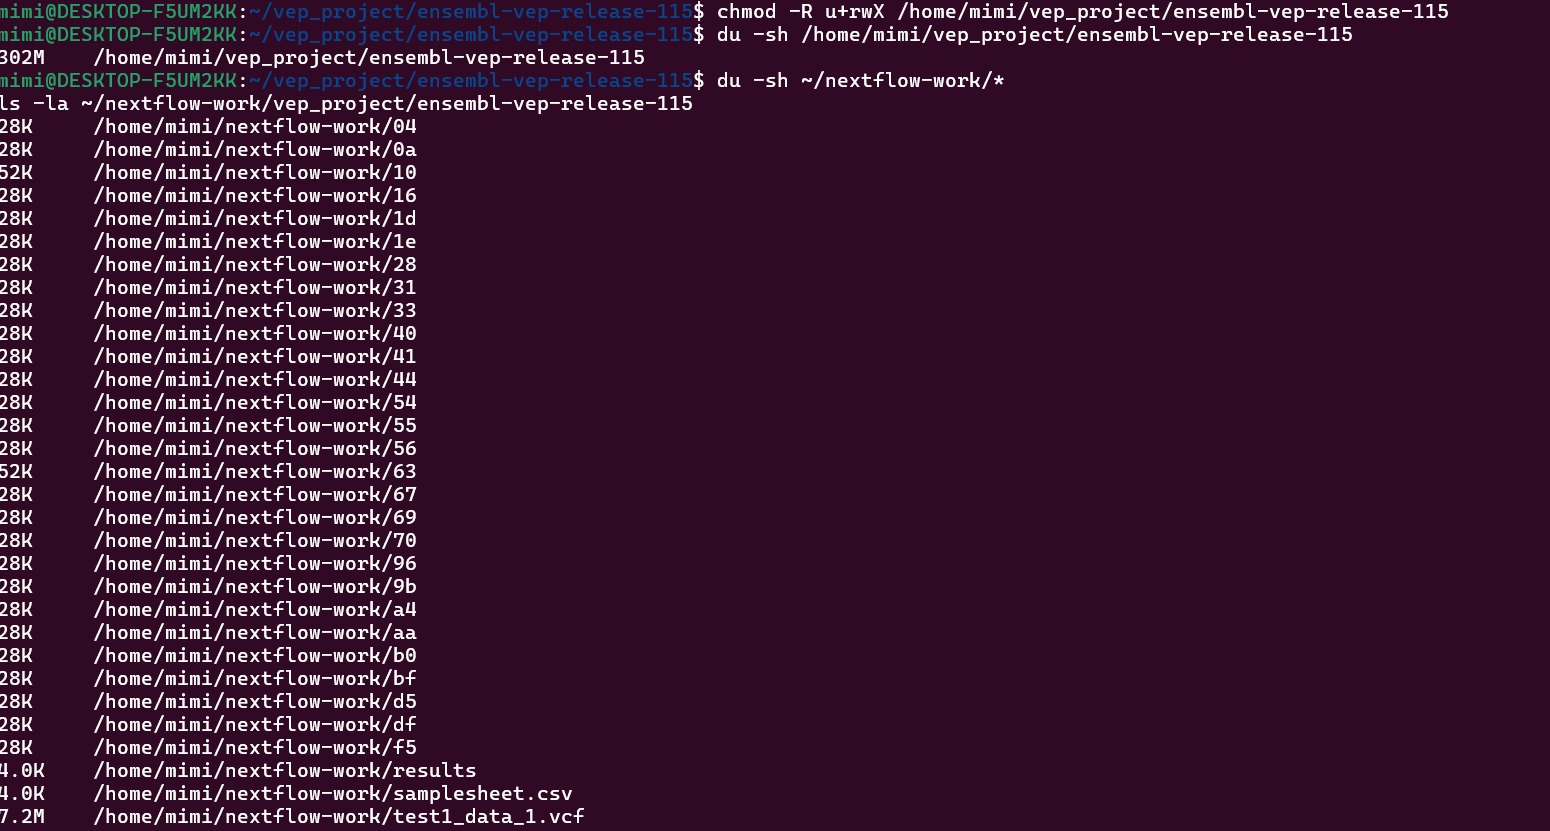 mimi@DESKTOP-F5UM2KK:~/vep_project/ensembl-vep-release-115$ chmod -R u+rwX /home/mimi/vep_project/ensembl-vep-release-115
mimi@DESKTOP-F5UM2KK:~/vep_project/ensembl-vep-release-115$ du -sh /home/mimi/vep_project/ensembl-vep-release-115
302M /home/mimi/vep_project/ensembl-vep-release-115
mimi@DESKTOP-F5UM2KK:~/vep_project/ensembl-vep-release-115$ du -sh ~/nextflow-work/*
ls -la ~/nextflow-work/vep_project/ensembl-vep-release-115
28K /home/mimi/nextflow-work/04
28K /home/mimi/nextflow-work/0a
52K /home/mimi/nextflow-work/10
28K /home/mimi/nextflow-work/16
28K /home/mimi/nextflow-work/1d
28K /home/mimi/nextflow-work/1e
28K /home/mimi/nextflow-work/28
28K /home/mimi/nextflow-work/31
28K /home/mimi/nextflow-work/33
28K /home/mimi/nextflow-work/40
28K /home/mimi/nextflow-work/41
28K /home/mimi/nextflow-work/44
28K /home/mimi/nextflow-work/54
28K /home/mimi/nextflow-work/55
28K /home/mimi/nextflow-work/56
52K /home/mimi/nextflow-work/63
28K /home/mimi/nextflow-work/67
28K /home/mimi/nextflow-work/69
28K /home/mimi/nextflow-work/70
28K /home/mimi/nextflow-work/96
28K /home/mimi/nextflow-work/9b
28K /home/mimi/nextflow-work/a4
28K /home/mimi/nextflow-work/aa
28K /home/mimi/nextflow-work/b0
28K /home/mimi/nextflow-work/bf
28K /home/mimi/nextflow-work/d5
28K /home/mimi/nextflow-work/df
28K /home/mimi/nextflow-work/f5
4.0K /home/mimi/nextflow-work/results
4.0K /home/mimi/nextflow-work/samplesheet.csv
7.2M /home/mimi/nextflow-work/test1_data_1.vcf